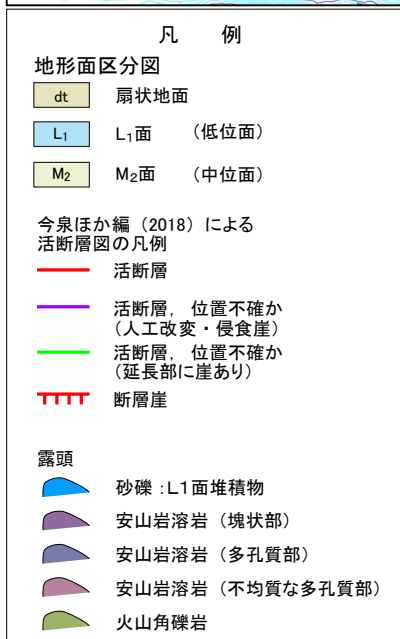 凡 例
地形面区分図
dt 扇状地面
L₁ L₁面 （低位面）
M₂ M₂面 （中位面）
今泉ほか編（2018）による
活断層図の凡例
活断層
活断層，位置不確か
（人工改変・侵食崖）
活断層，位置不確か
（延長部に崖あり）
断層崖
露頭
砂礫：L1面堆積物
安山岩溶岩（塊状部）
安山岩溶岩（多孔質部）
安山岩溶岩（不均質な多孔質部）
火山角礫岩